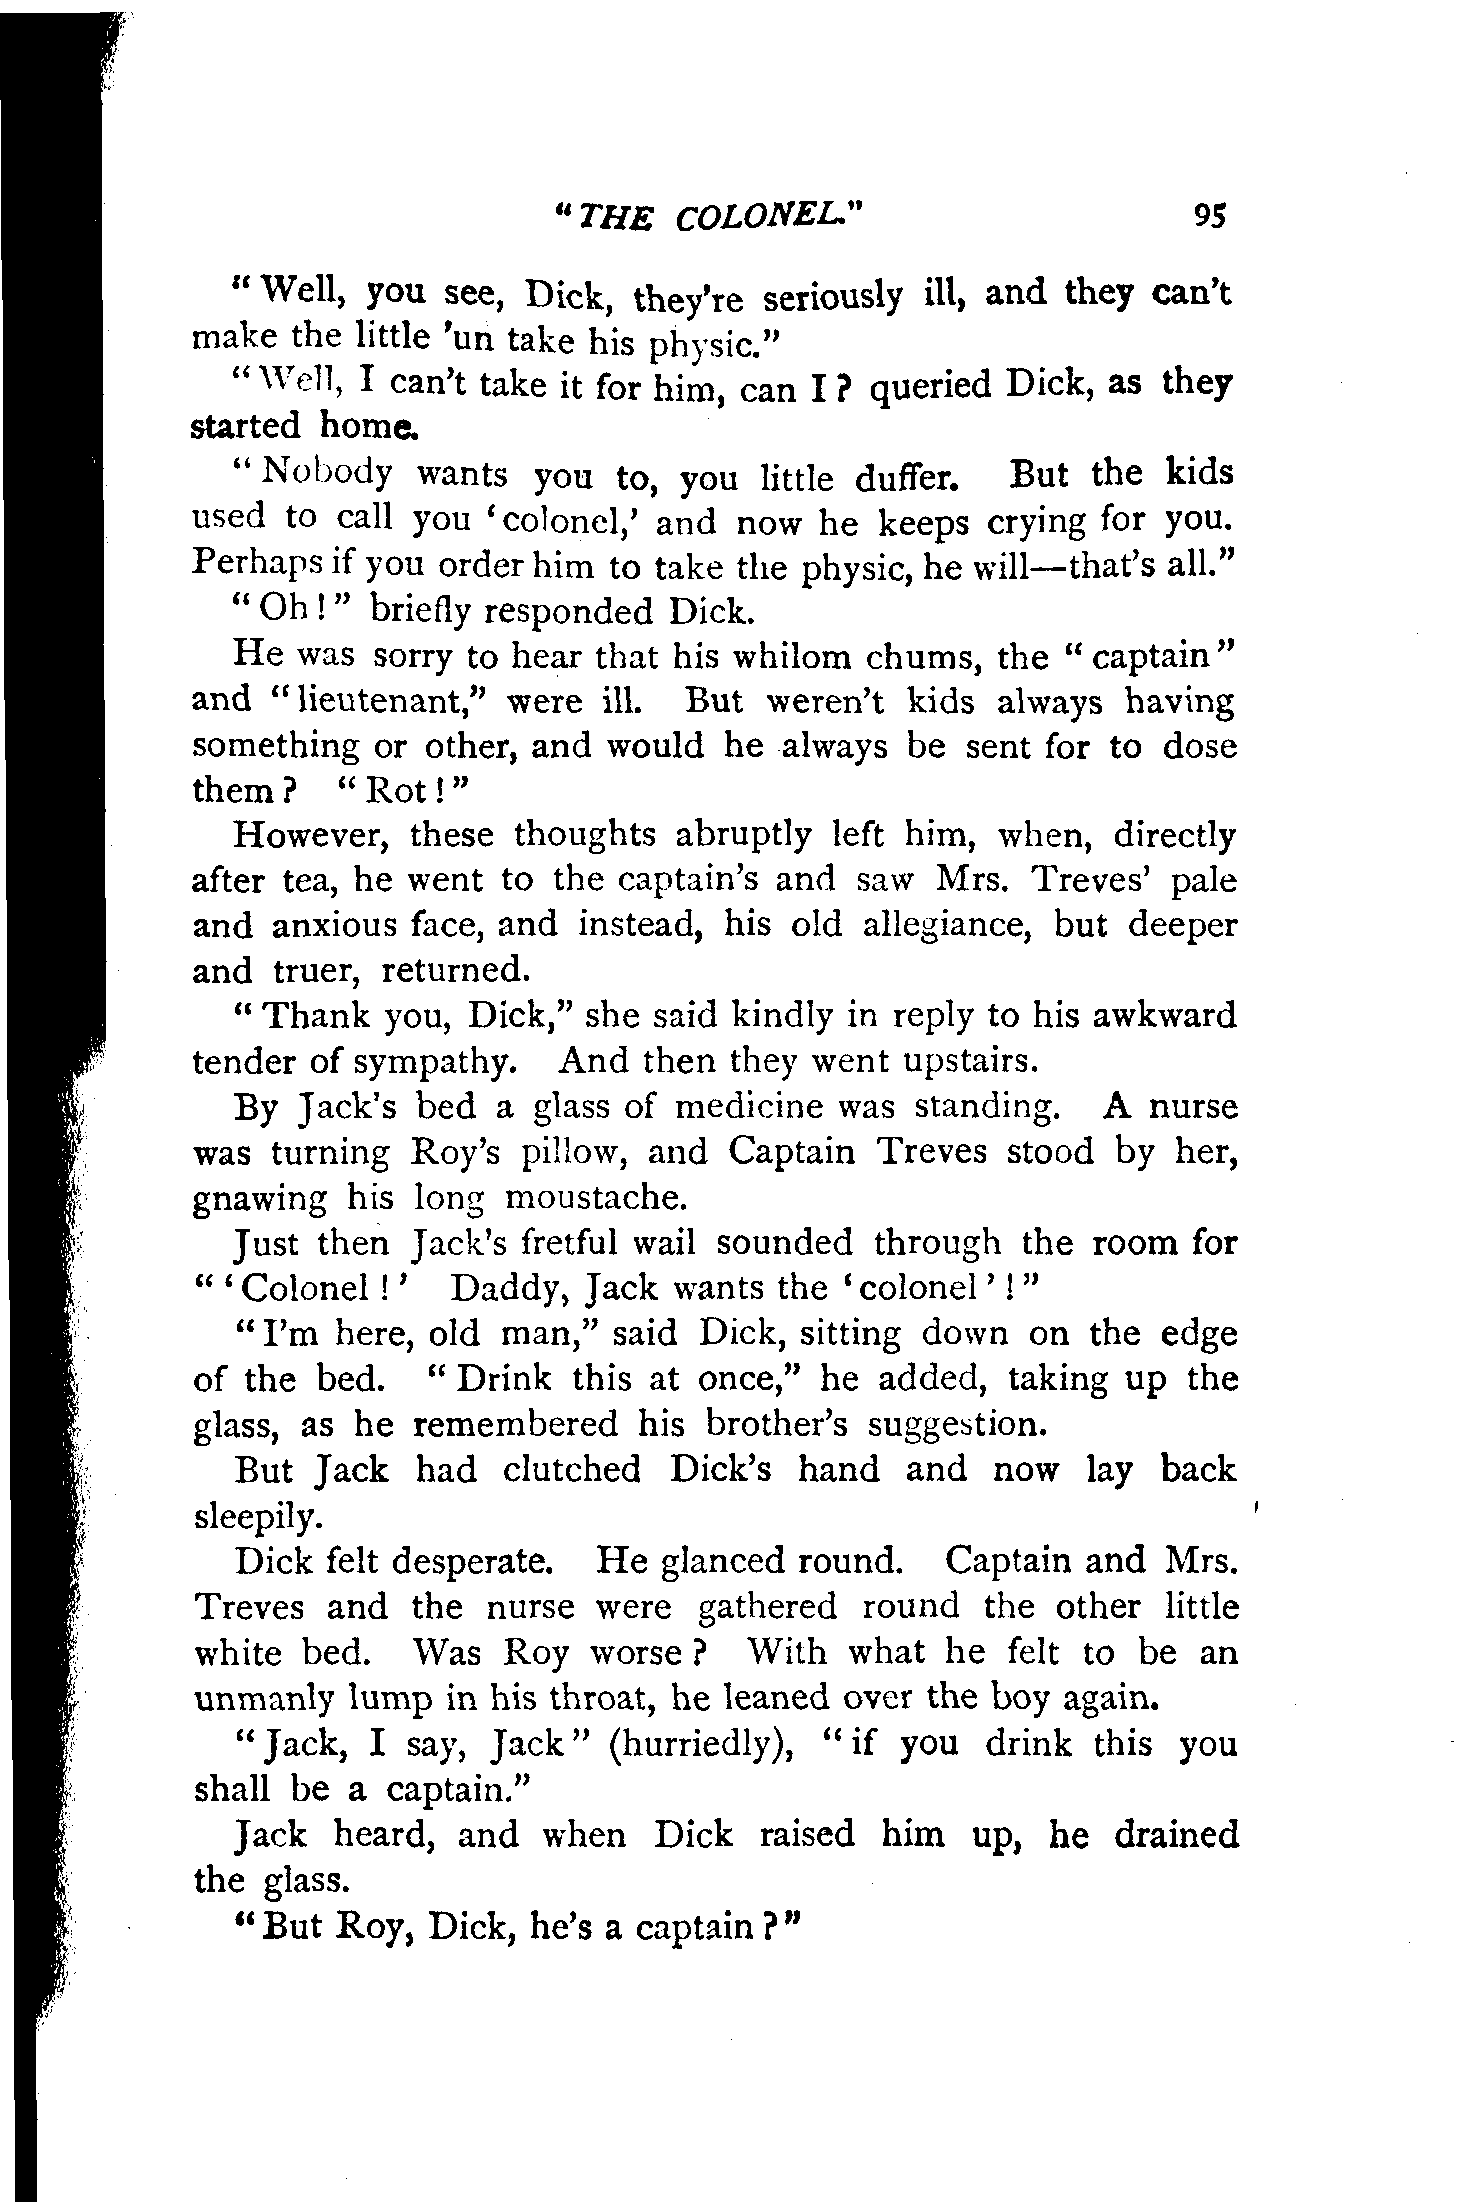 "THE COLONEL." 95
"Well, you see, Dick, they're seriously ill, and they can't
make the little 'un take his physic."
"Well, I can't take it for him, can I? queried Dick, as they
started home.
"Nobody wants you to, you little duffer. But the kids
used to call you 'colonel,' and now he keeps crying for you.
Perhaps if you order him to take the physic, he will—that's all."
"Oh!" briefly responded Dick.
He was sorry to hear that his whilom chums, the "captain"
and "lieutenant," were ill. But weren't kids always having
something or other, and would he always be sent for to dose
them? "Rot!"
However, these thoughts abruptly left him, when, directly
after tea, he went to the captain's and saw Mrs. Treves' pale
and anxious face, and instead, his old allegiance, but deeper
and truer, returned.
"Thank you, Dick," she said kindly in reply to his awkward
tender of sympathy. And then they went upstairs.
By Jack's bed a glass of medicine was standing. A nurse
was turning Roy's pillow, and Captain Treves stood by her,
gnawing his long moustache.
Just then Jack's fretful wail sounded through the room for
"'Colonel!' Daddy, Jack wants the 'colonel'!"
"I'm here, old man," said Dick, sitting down on the edge
of the bed. "Drink this at once," he added, taking up the
glass, as he remembered his brother's suggestion.
But Jack had clutched Dick's hand and now lay back
sleepily.
Dick felt desperate. He glanced round. Captain and Mrs.
Treves and the nurse were gathered round the other little
white bed. Was Roy worse? With what he felt to be an
unmanly lump in his throat, he leaned over the boy again.
"Jack, I say, Jack" (hurriedly), "if you drink this you
shall be a captain."
Jack heard, and when Dick raised him up, he drained
the glass.
"But Roy, Dick, he's a captain?"